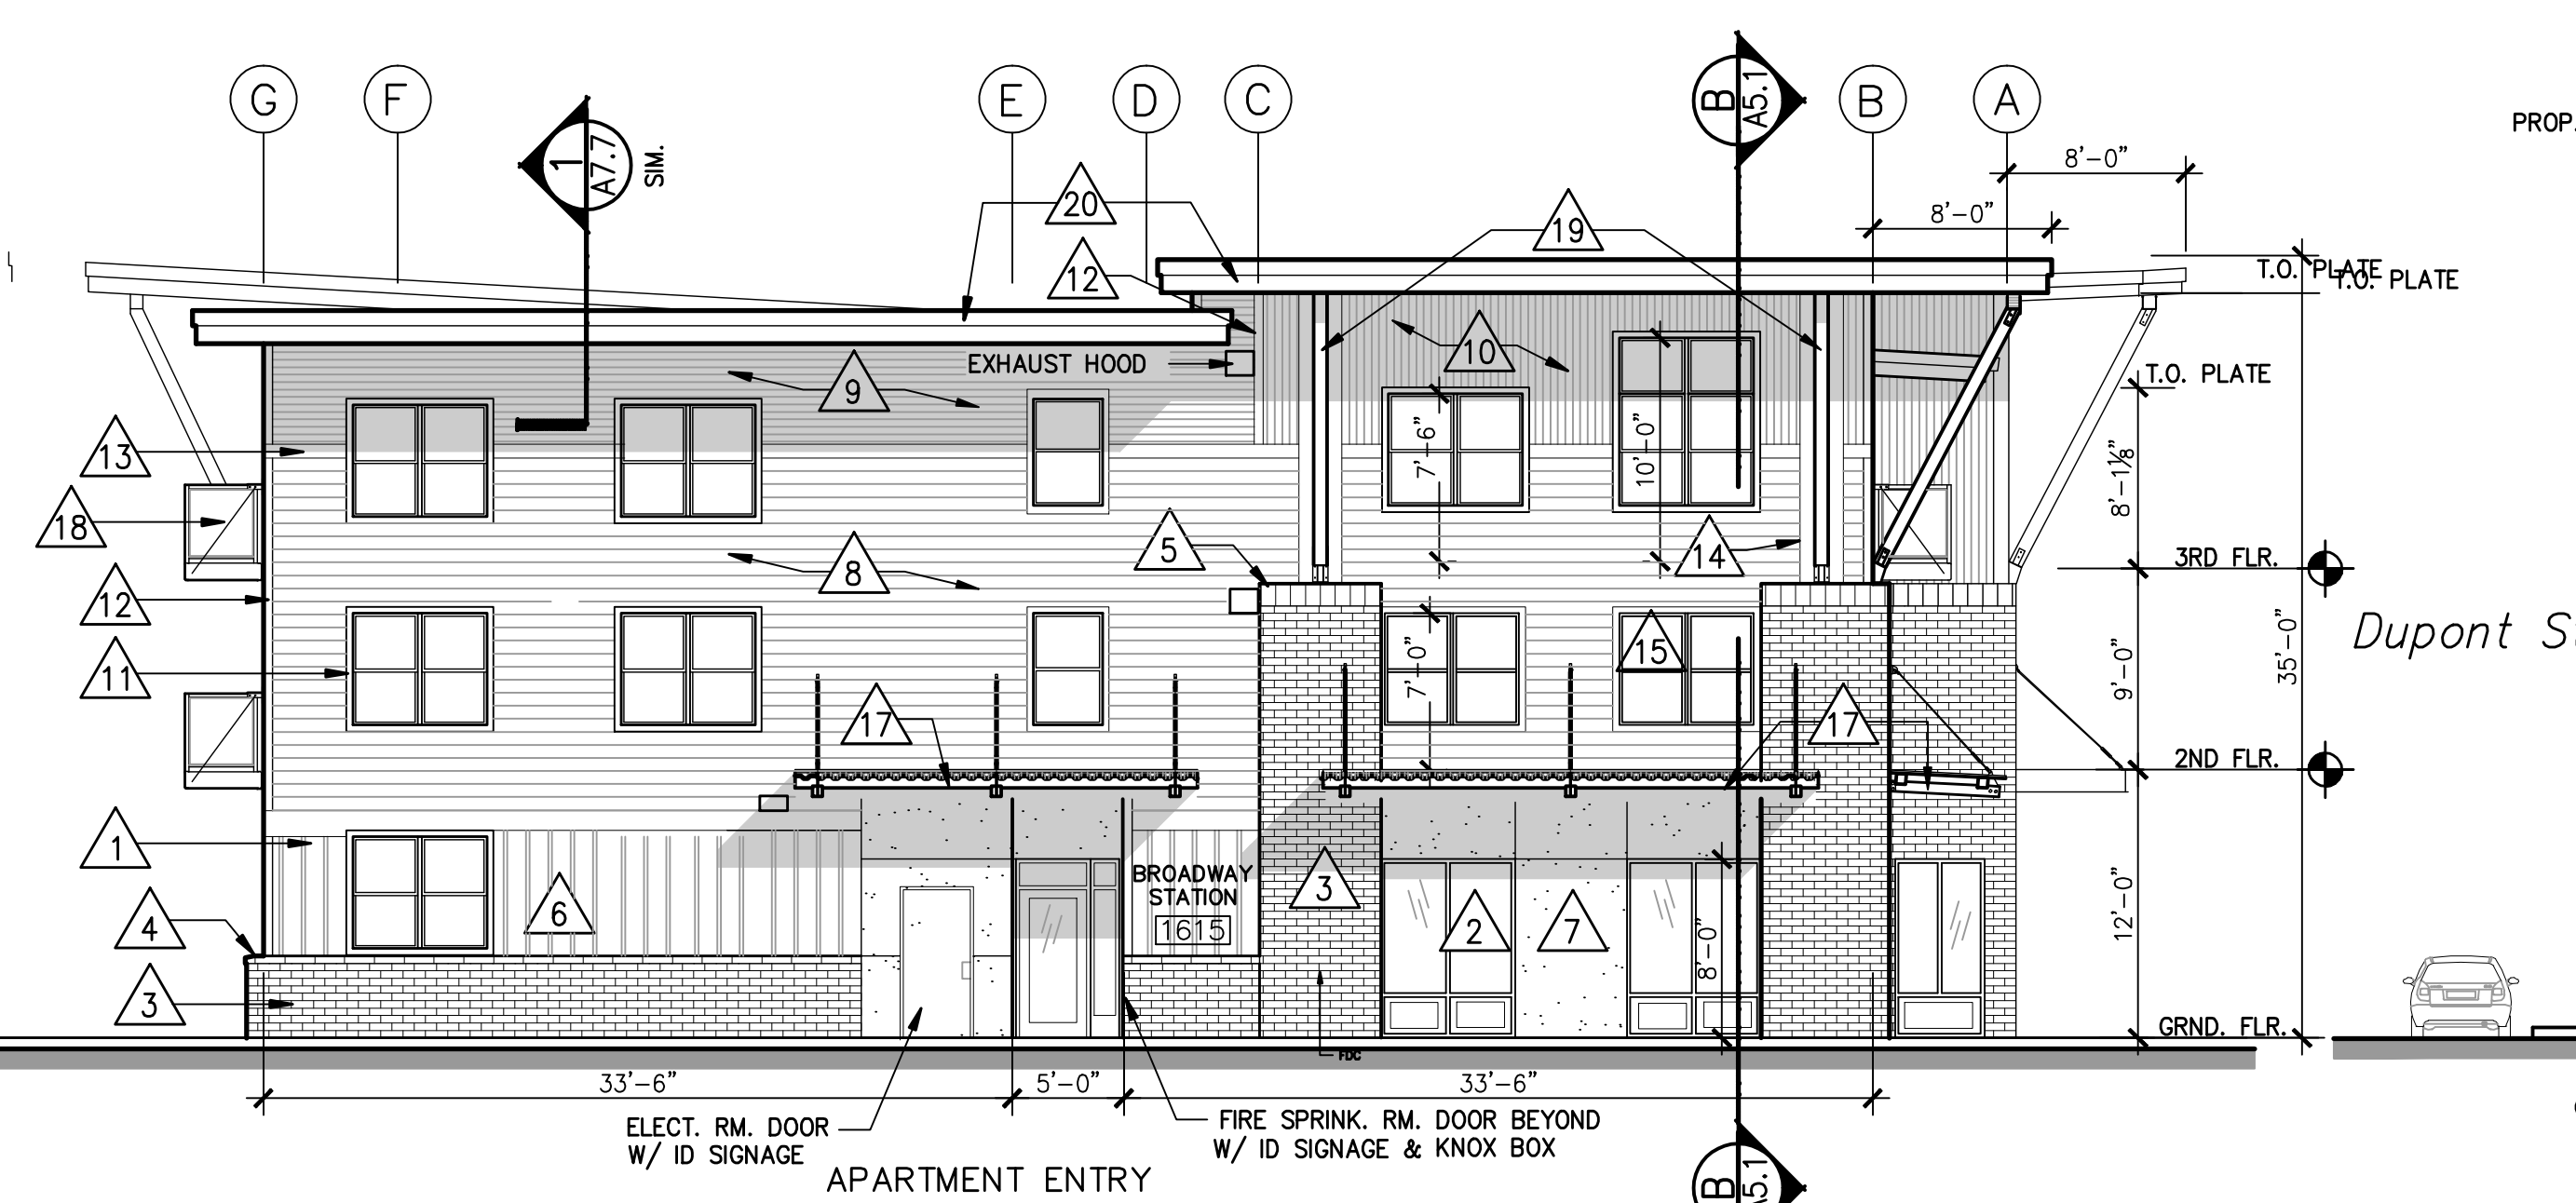 G
F
E
D
C
B
A
B
A5.1
1
A7.7
SIM.
PROP.
8'-0"
8'-0"
20
19
12
T.O. PLATE
T.O. PLATE
EXHAUST HOOD
10
9
T.O. PLATE
13
7'-6"
10'-0"
8'-1⅛"
18
5
14
3RD FLR.
8
12
35'-0"
Dupont S
11
7'-0"
15
9'-0"
17
17
2ND FLR.
1
BROADWAY
STATION
1615
3
6
4
2
7
8'-0"
12'-0"
3
GRND. FLR.
FDC
33'-6"
5'-0"
33'-6"
ELECT. RM. DOOR
W/ ID SIGNAGE
FIRE SPRINK. RM. DOOR BEYOND
W/ ID SIGNAGE & KNOX BOX
APARTMENT ENTRY
B
A5.1